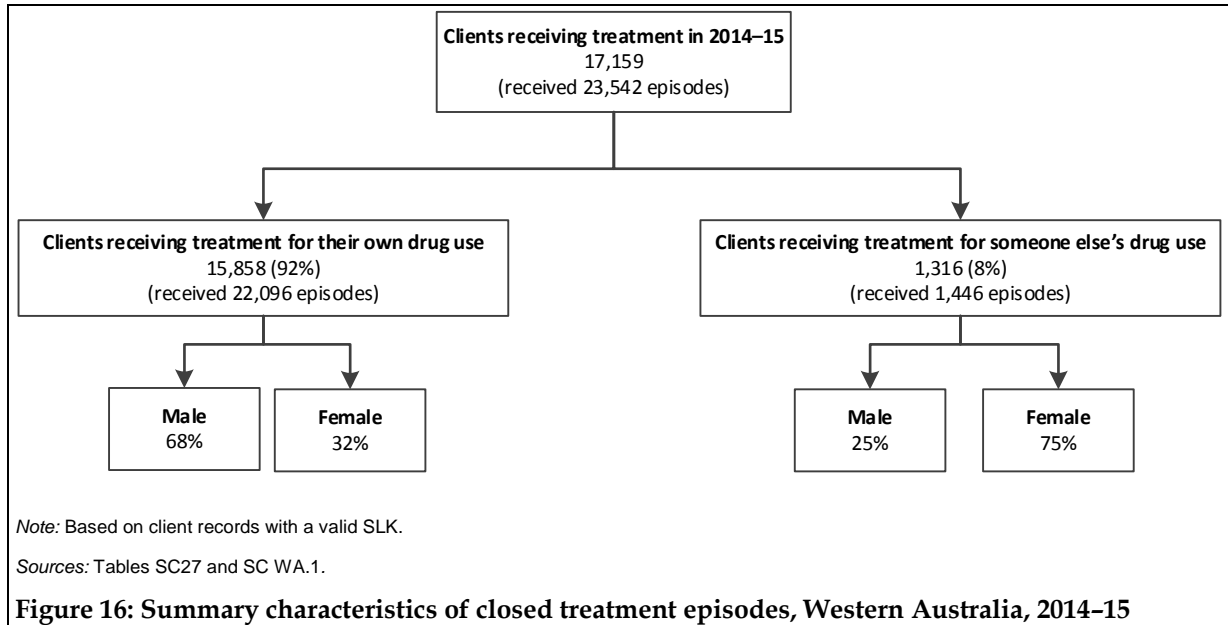 Clients receiving treatment in 2014–15
17,159
(received 23,542 episodes)
Clients receiving treatment for their own drug use
15,858 (92%)
(received 22,096 episodes)
Clients receiving treatment for someone else’s drug use
1,316 (8%)
(received 1,446 episodes)
Male
68%
Female
32%
Male
25%
Female
75%
Note: Based on client records with a valid SLK.
Sources: Tables SC27 and SC WA.1.
Figure 16: Summary characteristics of closed treatment episodes, Western Australia, 2014–15